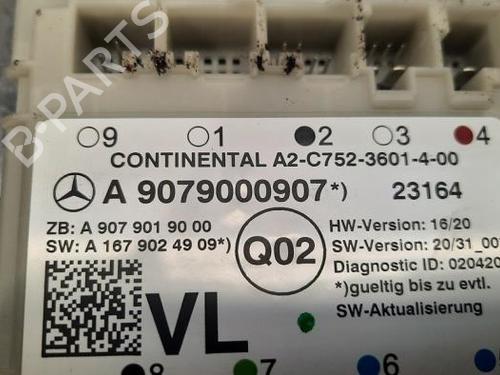 9 1 2 3 4
CONTINENTAL A2-C752-3601-4-00
A 9079000907*) 23164
ZB: A 907 901 90 00
SW: A 167 902 49 09*)
Q02
HW-Version: 16/20
SW-Version: 20/31_00
Diagnostic ID: 020420
*)gueltig bis zu evtl.
SW-Aktualisierung
VL
8 7 6